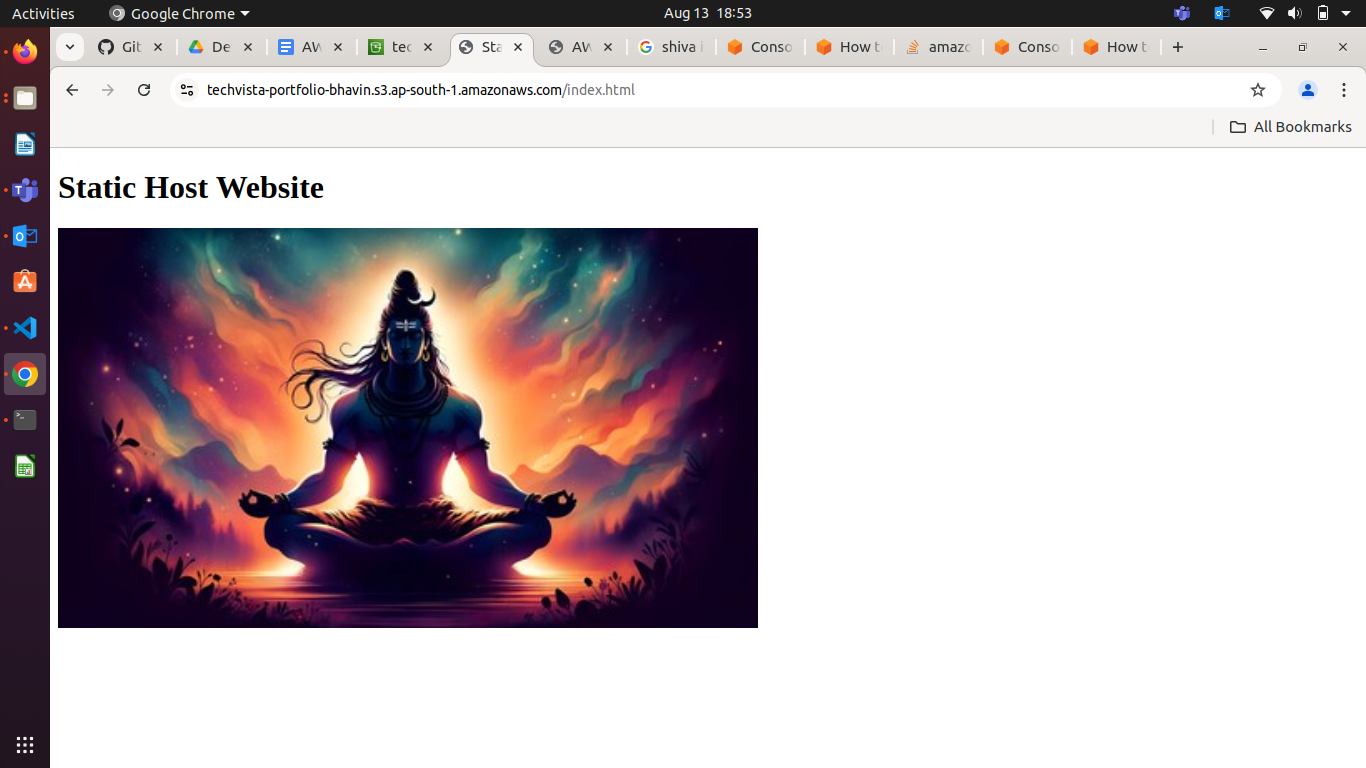 Activities Google Chrome Aug 13 18:53
Git De AW tec Sta AW shiva i Conso How t amazo Conso How t
techvista-portfolio-bhavin.s3.ap-south-1.amazonaws.com/index.html
All Bookmarks
Static Host Website